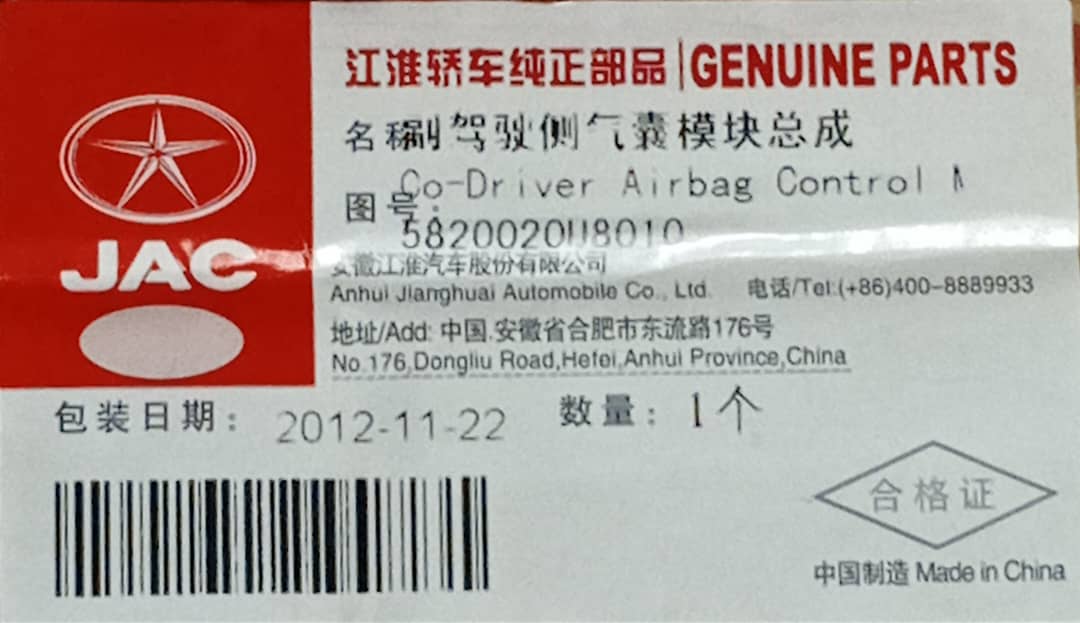 江淮轿车纯正部品|GENUINE PARTS
名称副驾驶侧气囊模块总成
Co-Driver Airbag Control
图号:
5820020U8010
安徽江淮汽车股份有限公司
Anhui Jianghuai Automobile Co., Ltd. 电话/Tel:(+86)400-8889933
地址/Add: 中国.安徽省合肥市东流路176号
No.176,Dongliu Road,Hefei,Anhui Province,China
JAC
包装日期: 2012-11-22 数量: 1个
合格证
中国制造 Made in China